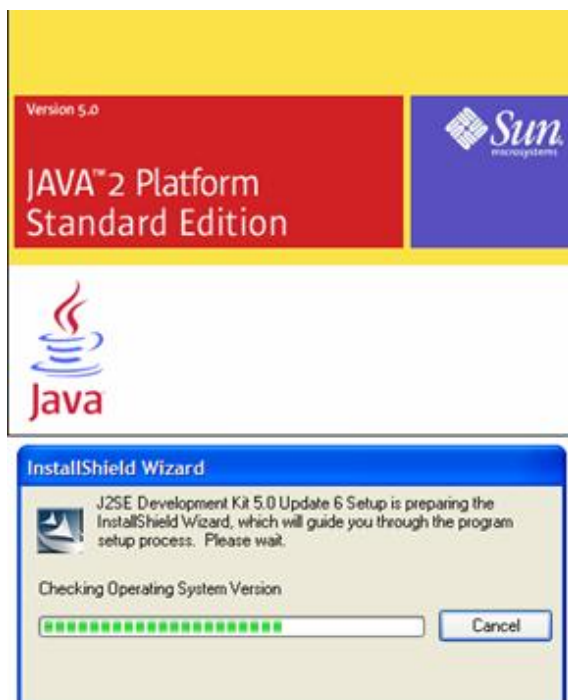 Version 5.0
JAVA™2 Platform
Standard Edition
Sun
microsystems
Java
InstallShield Wizard
J2SE Development Kit 5.0 Update 6 Setup is preparing the
InstallShield Wizard, which will guide you through the program
setup process. Please wait.
Checking Operating System Version
Cancel